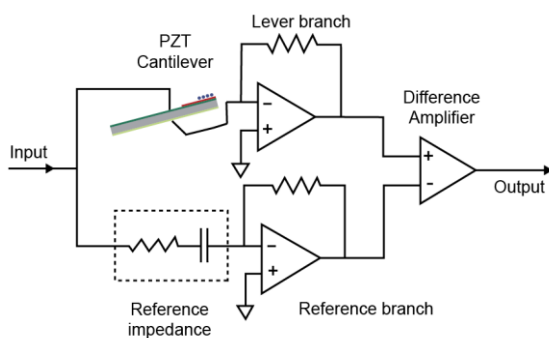 Lever branch
PZT
Cantilever
Difference
Amplifier
Input
Output
Reference
impedance
Reference branch
−
+
+
-
−
+